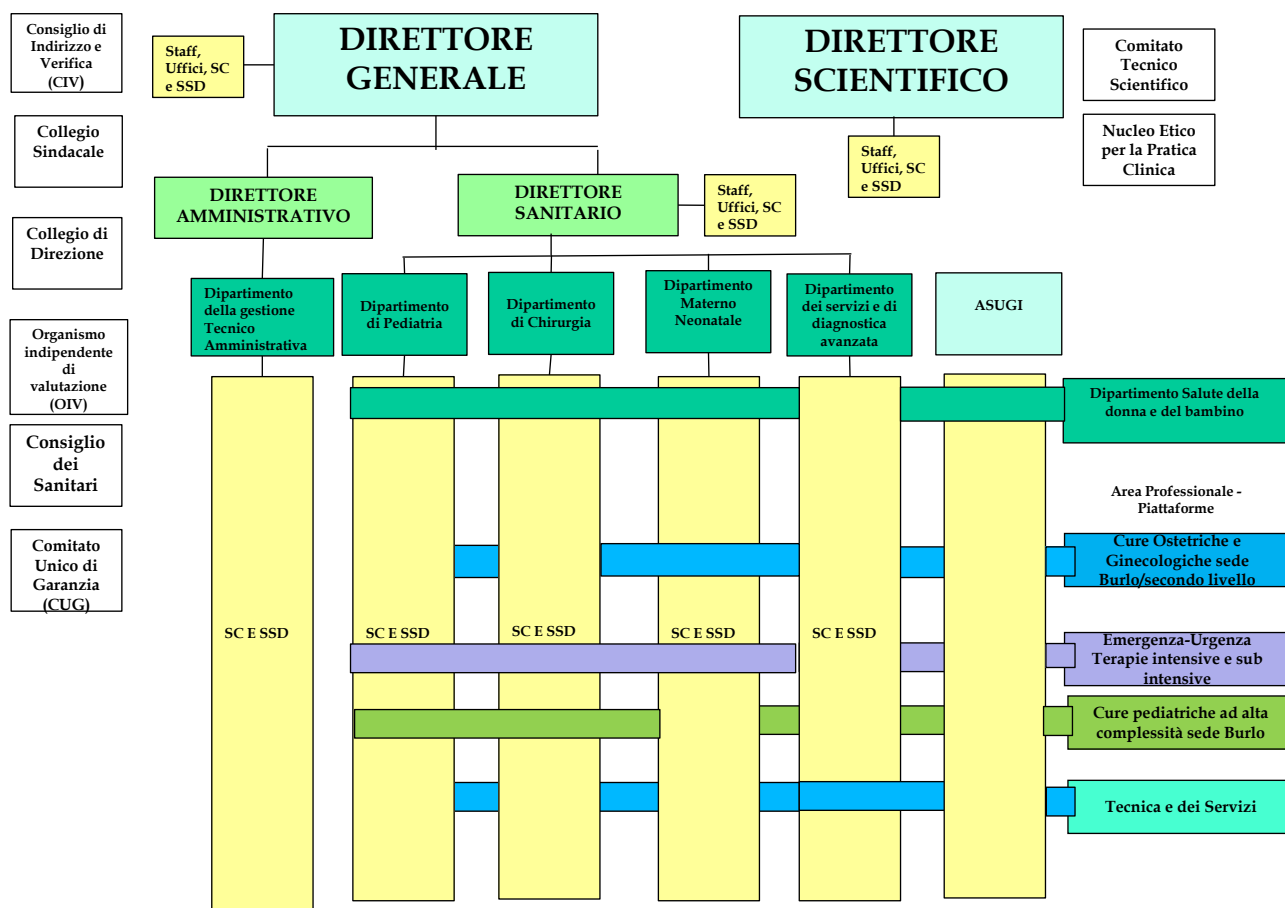 Consiglio di
Indirizzo e
Verifica
(CIV)
Staff,
Uffici, SC
e SSD
DIRETTORE
GENERALE
DIRETTORE
SCIENTIFICO
Comitato
Tecnico
Scientifico
Collegio
Sindacale
Nucleo Etico
per la Pratica
Clinica
Staff,
Uffici, SC
e SSD
DIRETTORE
AMMINISTRATIVO
DIRETTORE
SANITARIO
Staff,
Uffici, SC
e SSD
Collegio di
Direzione
Dipartimento
della gestione
Tecnico
Amministrativa
Dipartimento
di Pediatria
Dipartimento
di Chirurgia
Dipartimento
Materno
Neonatale
Dipartimento
dei servizi e di
diagnostica
avanzata
ASUGI
Organismo
indipendente
di
valutazione
(OIV)
Dipartimento Salute della
donna e del bambino
Consiglio
dei
Sanitari
Area Professionale -
Piattaforme
Comitato
Unico di
Garanzia
(CUG)
Cure Ostetriche e
Ginecologiche sede
Burlo/secondo livello
SC E SSD
SC E SSD
SC E SSD
SC E SSD
SC E SSD
Emergenza-Urgenza
Terapie intensive e sub
intensive
Cure pediatriche ad alta
complessità sede Burlo
Tecnica e dei Servizi